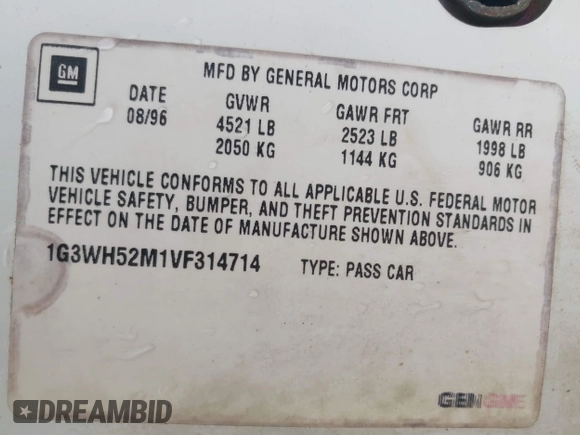 GM
MFD BY GENERAL MOTORS CORP
DATE GVWR GAWR FRT GAWR RR
08/96 4521 LB 2523 LB 1998 LB
2050 KG 1144 KG 906 KG
THIS VEHICLE CONFORMS TO ALL APPLICABLE U.S. FEDERAL MOTOR
VEHICLE SAFETY, BUMPER, AND THEFT PREVENTION STANDARDS IN
EFFECT ON THE DATE OF MANUFACTURE SHOWN ABOVE.
1G3WH52M1VF314714 TYPE: PASS CAR
DREAMBID